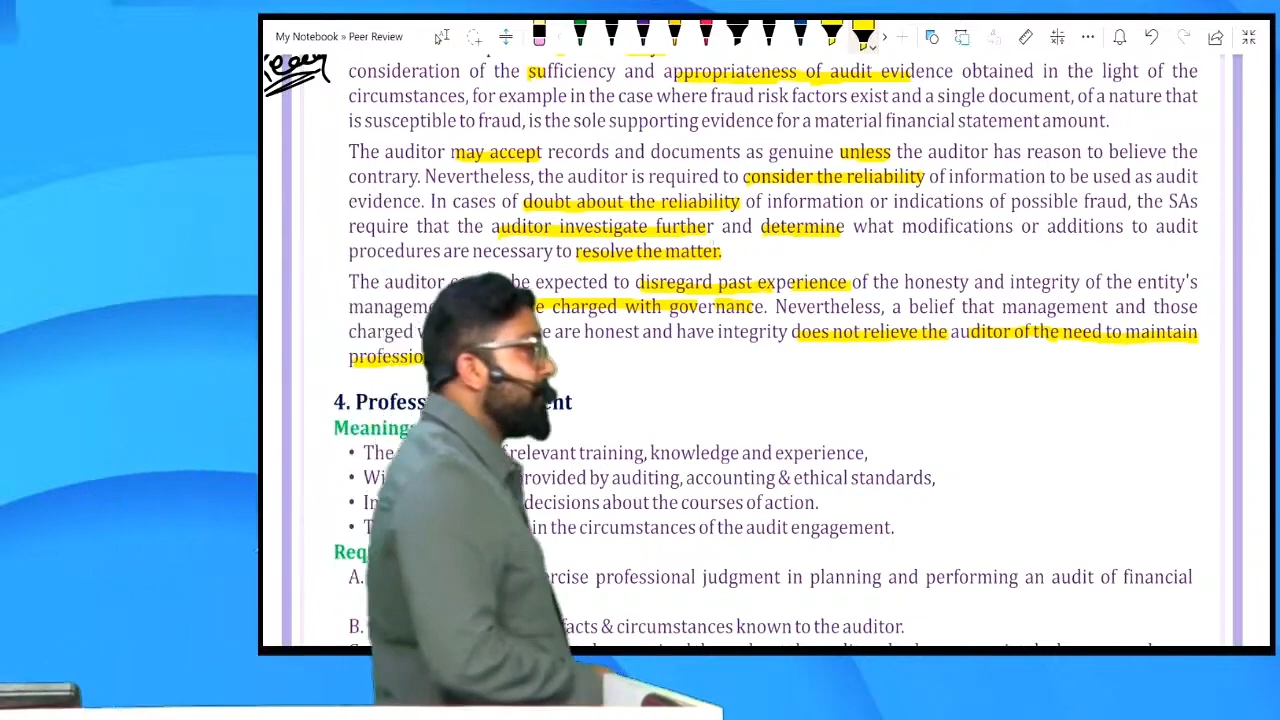 My Notebook » Peer Review
consideration of the sufficiency and appropriateness of audit evidence obtained in the light of the
circumstances, for example in the case where fraud risk factors exist and a single document, of a nature that
is susceptible to fraud, is the sole supporting evidence for a material financial statement amount.
The auditor may accept records and documents as genuine unless the auditor has reason to believe the
contrary. Nevertheless, the auditor is required to consider the reliability of information to be used as audit
evidence. In cases of doubt about the reliability of information or indications of possible fraud, the SAs
require that the auditor investigate further and determine what modifications or additions to audit
procedures are necessary to resolve the matter.
The auditor be expected to disregard past experience of the honesty and integrity of the entity's
charged with governance. Nevertheless, a belief that management and those
charged are honest and have integrity does not relieve the auditor of the need to maintain
4.
Meaning:
The relevant training, knowledge and experience,
provided by auditing, accounting & ethical standards,
decisions about the courses of action.
in the circumstances of the audit engagement.
A. professional judgment in planning and performing an audit of financial
B. facts & circumstances known to the auditor.